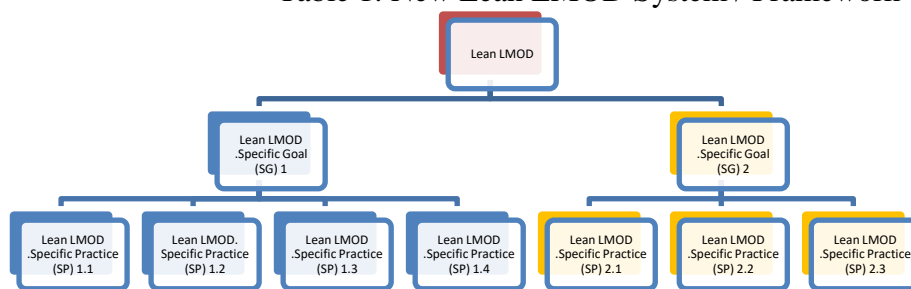 Table 1. New Lean LMOD System / Framework
Lean LMOD
Lean LMOD
.Specific Goal
(SG) 1
Lean LMOD
.Specific Goal
(SG) 2
Lean LMOD
.Specific Practice
(SP) 1.1
Lean LMOD.
Specific Practice
(SP) 1.2
Lean LMOD
.Specific Practice
(SP) 1.3
Lean LMOD
.Specific Practice
(SP) 1.4
Lean LMOD
.Specific Practice
(SP) 2.1
Lean LMOD
.Specific Practice
(SP) 2.2
Lean LMOD
.Specific Practice
(SP) 2.3